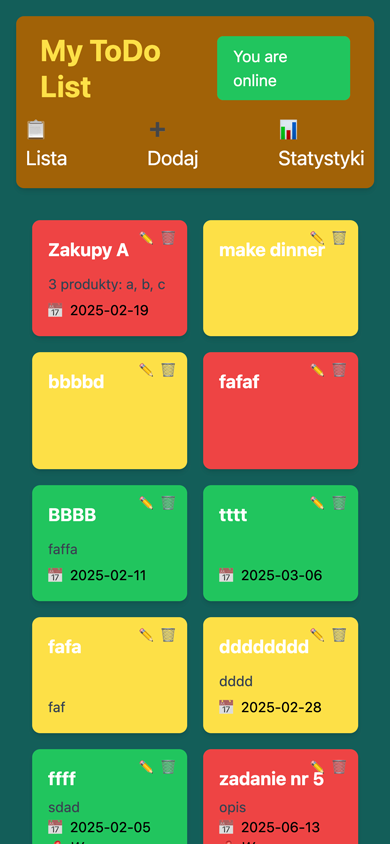 My ToDo
List
You are
online
Lista
Dodaj
Statystyki
Zakupy A
3 produkty: a, b, c
2025-02-19
make dinner
bbbbd
fafaf
BBBB
faffa
2025-02-11
tttt
2025-03-06
fafa
faf
dddddddd
dddd
2025-02-28
ffff
sdad
2025-02-05
zadanie nr 5
opis
2025-06-13